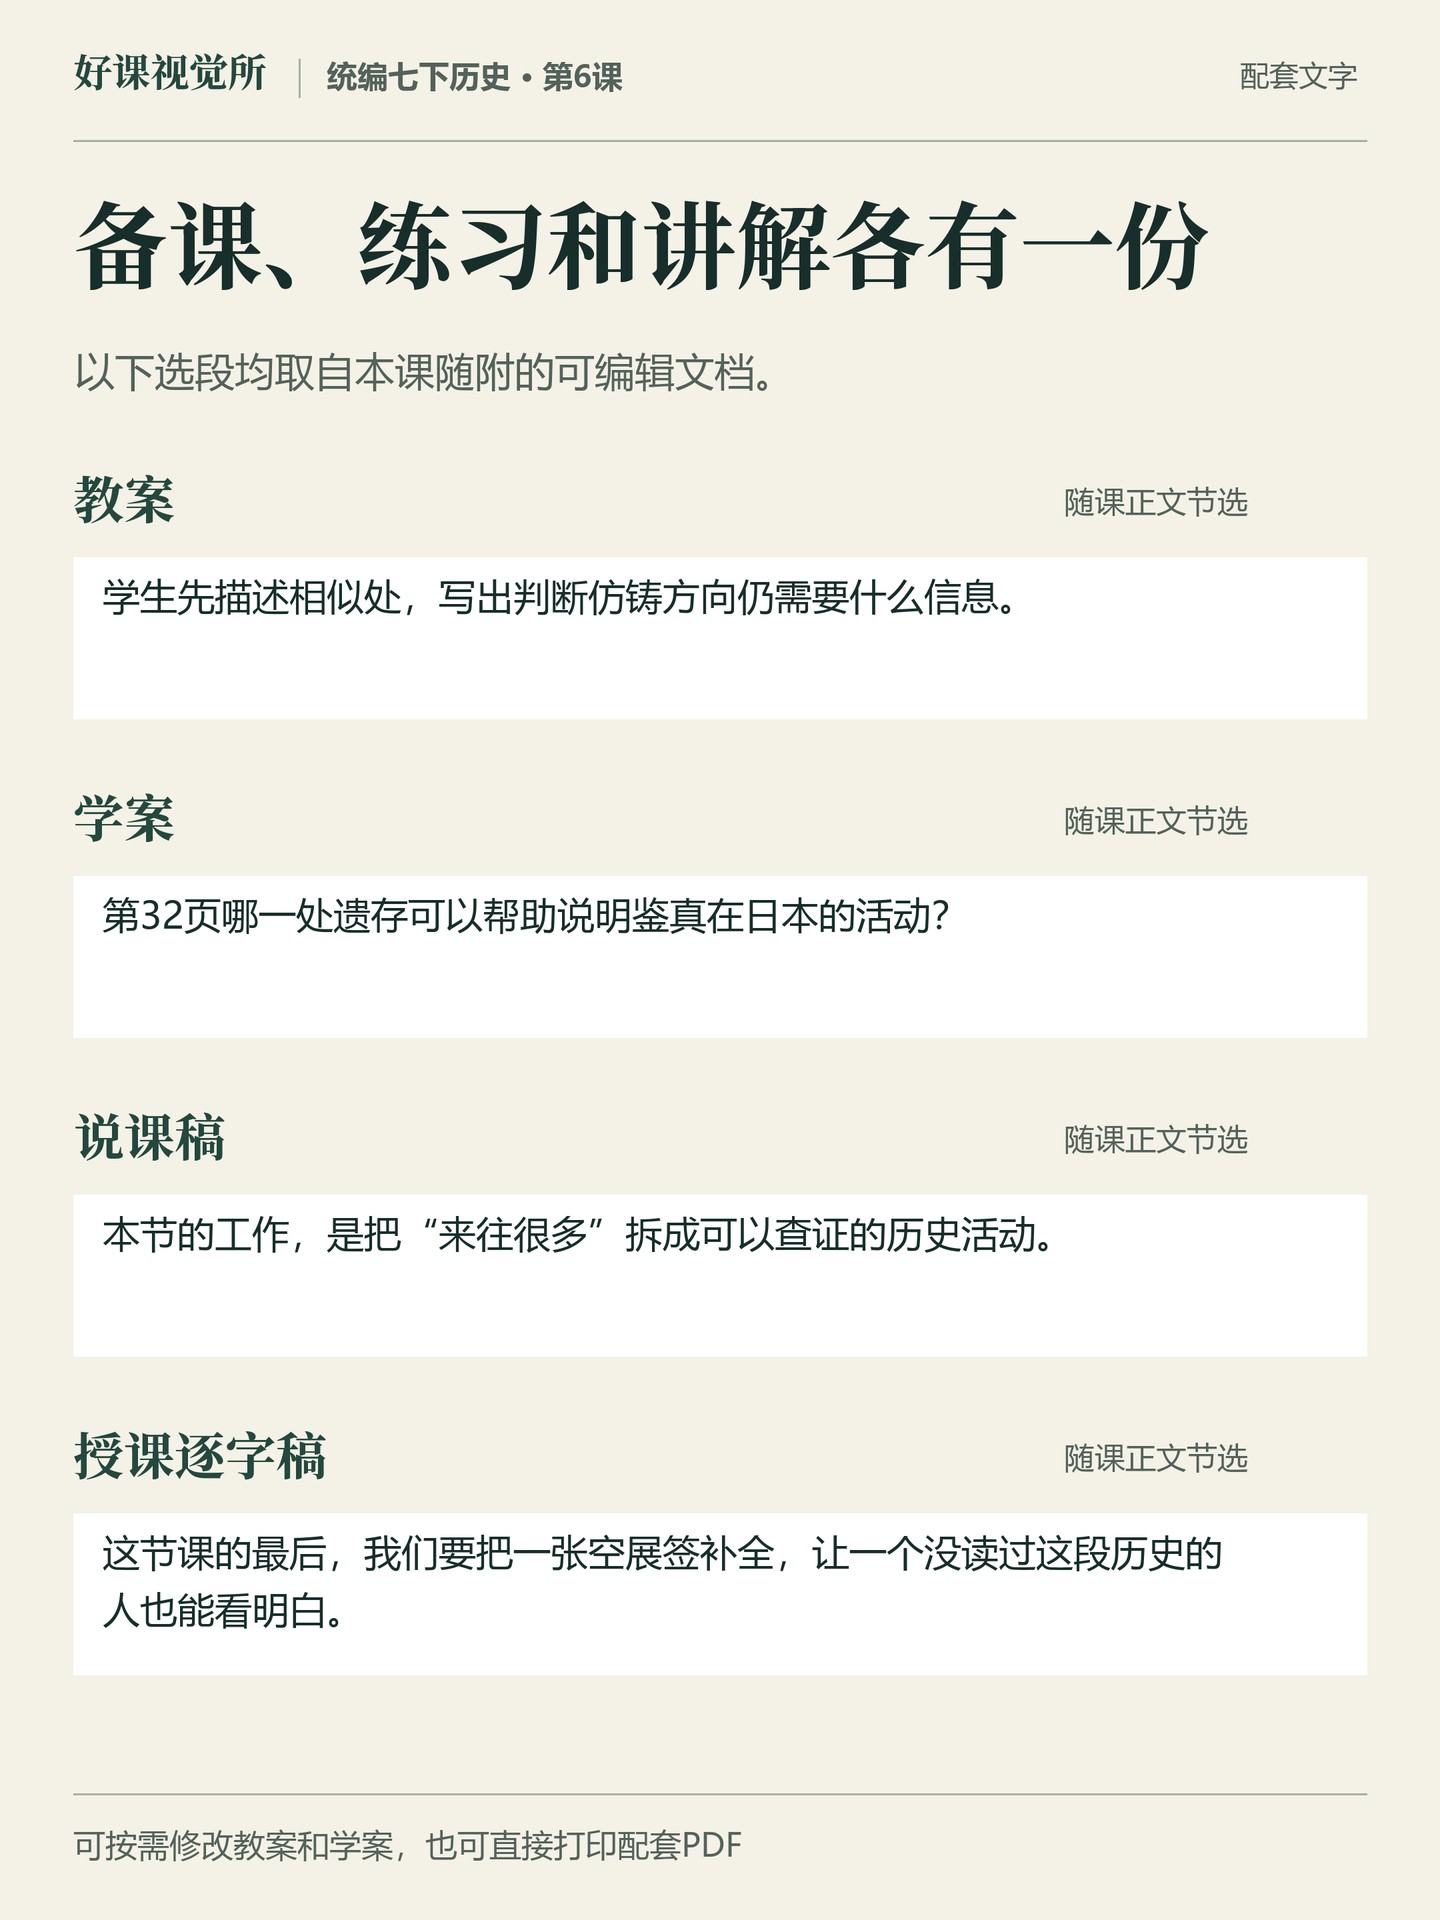 好课视觉所 | 统编七下历史·第6课 配套文字
备课、练习和讲解各有一份
以下选段均取自本课随附的可编辑文档。
教案 随课正文节选
学生先描述相似处，写出判断仿铸方向仍需要什么信息。
学案 随课正文节选
第32页哪一处遗存可以帮助说明鉴真在日本的活动？
说课稿 随课正文节选
本节的工作，是把“来往很多”拆成可以查证的历史活动。
授课逐字稿 随课正文节选
这节课的最后，我们要把一张空展签补全，让一个没读过这段历史的
人也能看明白。
可按需修改教案和学案，也可直接打印配套PDF